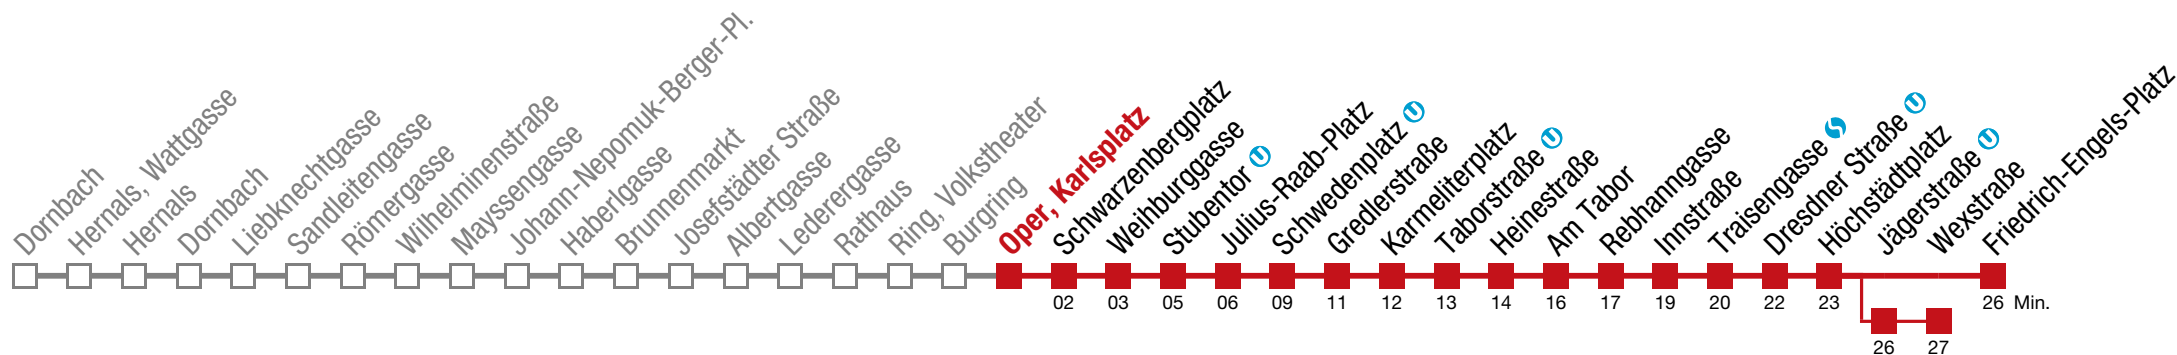 Dornbach
Hernals, Wattgasse
Hernals
Dornbach
Liebknechtgasse
Sandleitengasse
Römergasse
Wilhelminenstraße
Mayssengasse
Johann-Nepomuk-Berger-Pl.
Haberlgasse
Brunnenmarkt
Josefstädter Straße
Albertgasse
Lederergasse
Rathaus
Ring, Volkstheater
Burgring
Oper, Karlsplatz
Schwarzenbergplatz
Weihburggasse
Stubentor U
Julius-Raab-Platz
Schwedenplatz U
Gredlerstraße
Karmeliterplatz
Taborstraße U
Heinestraße
Am Tabor
Rebhanngasse
Innstraße
Traisengasse S
Dresdner Straße U
Höchstädtplatz
Jägerstraße U
Wexstraße
Friedrich-Engels-Platz
02 03 05 06 09 11 12 13 14 16 17 19 20 22 23 26 Min.
26 27